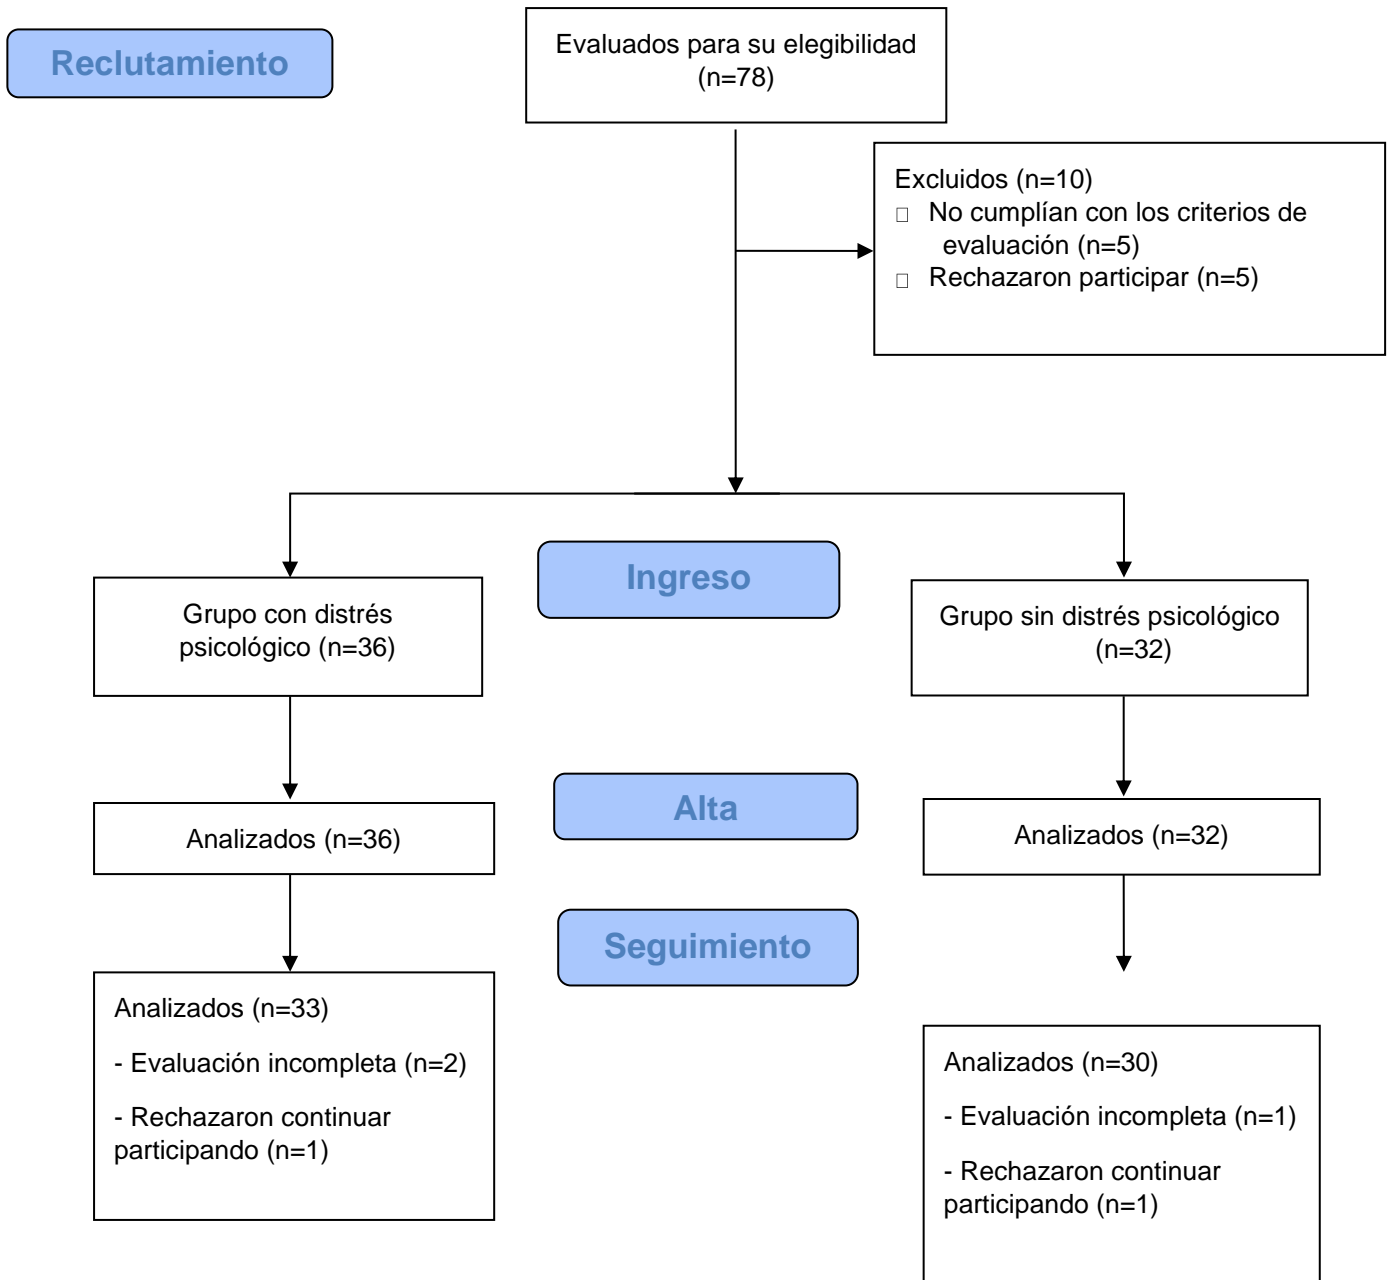 Reclutamiento
Evaluados para su elegibilidad
(n=78)
Excluidos (n=10)
No cumplían con los criterios de
evaluación (n=5)
Rechazaron participar (n=5)
Ingreso
Grupo con distrés
psicológico (n=36)
Grupo sin distrés psicológico
(n=32)
Alta
Analizados (n=36)
Analizados (n=32)
Seguimiento
Analizados (n=33)
- Evaluación incompleta (n=2)
- Rechazaron continuar
participando (n=1)
Analizados (n=30)
- Evaluación incompleta (n=1)
- Rechazaron continuar
participando (n=1)